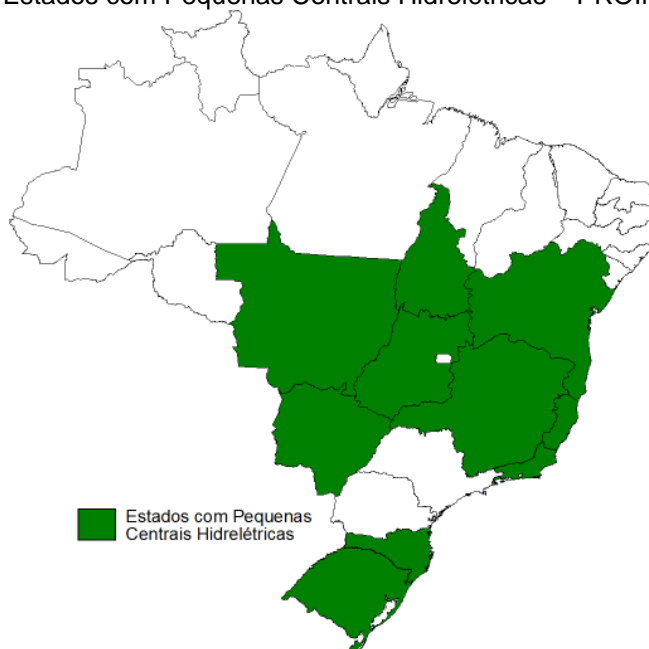 Estados com Pequenas Centrais Hidrelétricas
Estados com Pequenas
Centrais Hidrelétricas